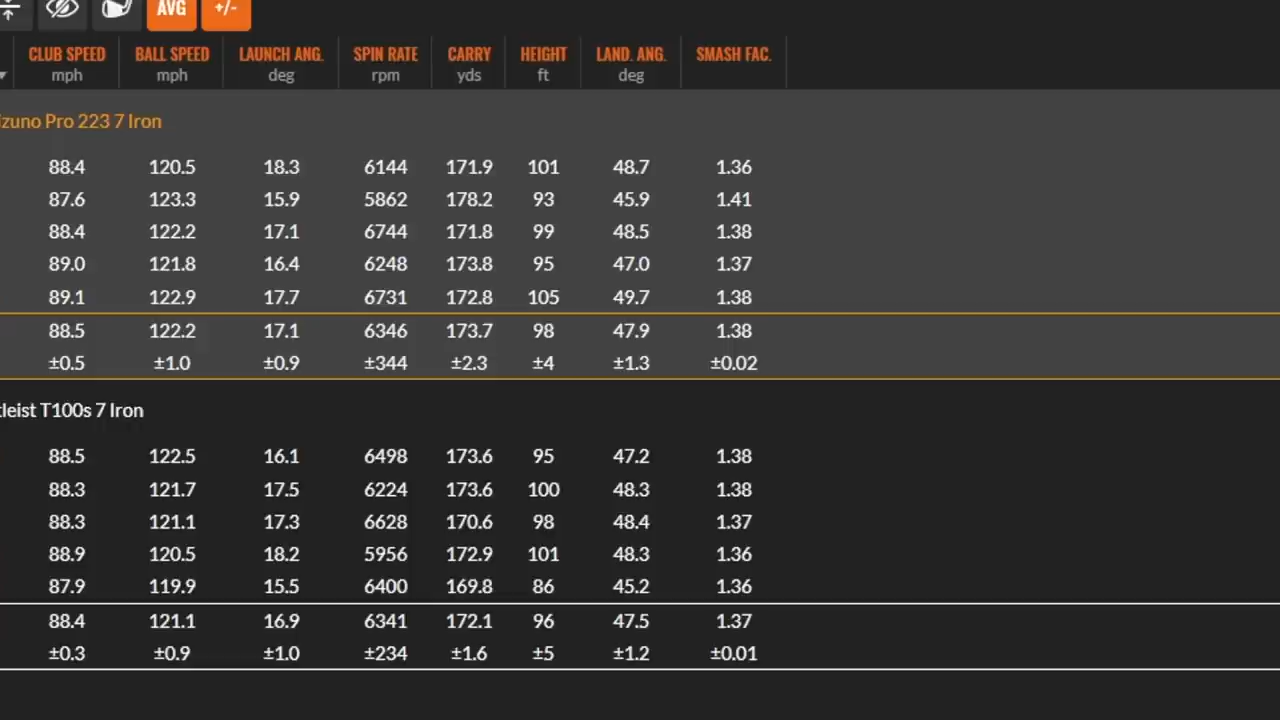 AVG +/-
CLUB SPEED BALL SPEED LAUNCH ANG. SPIN RATE CARRY HEIGHT LAND. ANG. SMASH FAC.
mph mph deg rpm yds ft deg
izuno Pro 223 7 Iron
88.4 120.5 18.3 6144 171.9 101 48.7 1.36
87.6 123.3 15.9 5862 178.2 93 45.9 1.41
88.4 122.2 17.1 6744 171.8 99 48.5 1.38
89.0 121.8 16.4 6248 173.8 95 47.0 1.37
89.1 122.9 17.7 6731 172.8 105 49.7 1.38
88.5 122.2 17.1 6346 173.7 98 47.9 1.38
±0.5 ±1.0 ±0.9 ±344 ±2.3 ±4 ±1.3 ±0.02
tleist T100s 7 Iron
88.5 122.5 16.1 6498 173.6 95 47.2 1.38
88.3 121.7 17.5 6224 173.6 100 48.3 1.38
88.3 121.1 17.3 6628 170.6 98 48.4 1.37
88.9 120.5 18.2 5956 172.9 101 48.3 1.36
87.9 119.9 15.5 6400 169.8 86 45.2 1.36
88.4 121.1 16.9 6341 172.1 96 47.5 1.37
±0.3 ±0.9 ±1.0 ±234 ±1.6 ±5 ±1.2 ±0.01